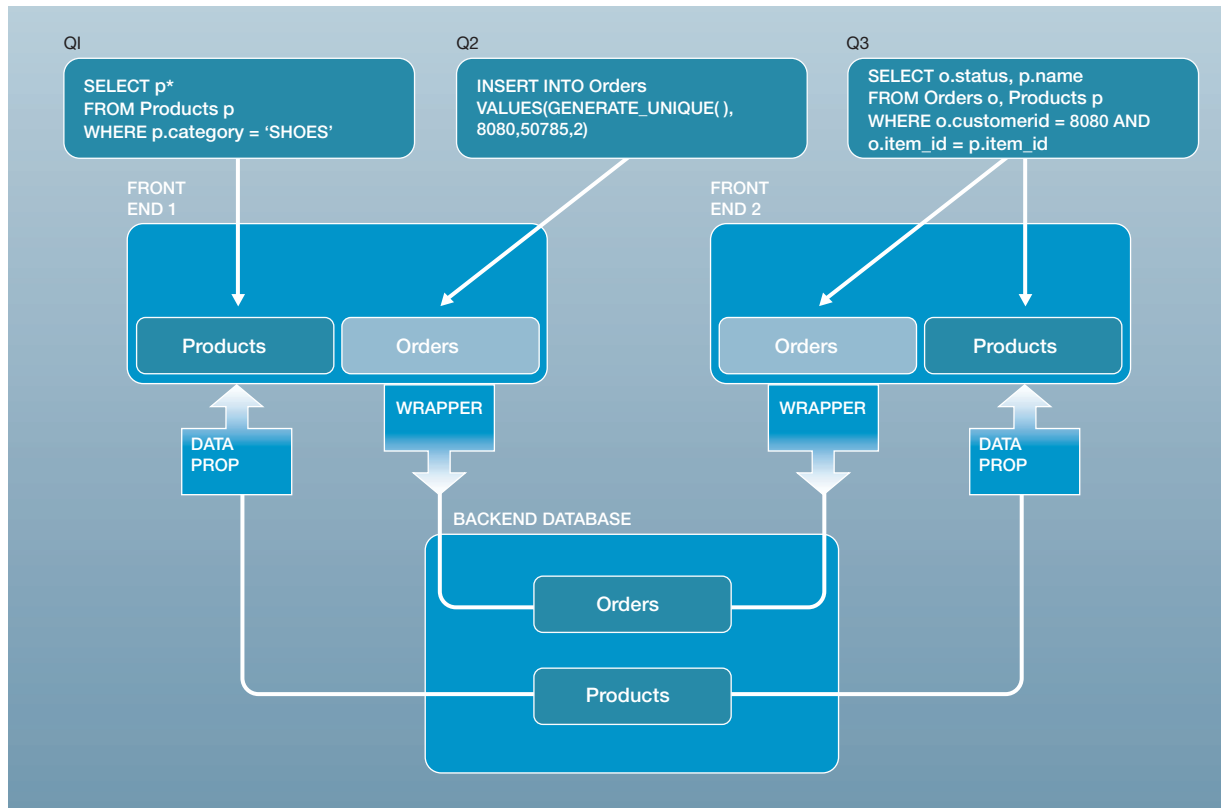 QI
SELECT p*
FROM Products p
WHERE p.category = ‘SHOES’
Q2
INSERT INTO Orders
VALUES(GENERATE_UNIQUE( ),
8080,50785,2)
Q3
SELECT o.status, p.name
FROM Orders o, Products p
WHERE o.customerid = 8080 AND
o.item_id = p.item_id
FRONT
END 1
Products
Orders
FRONT
END 2
Orders
Products
DATA
PROP
WRAPPER
WRAPPER
DATA
PROP
BACKEND DATABASE
Orders
Products